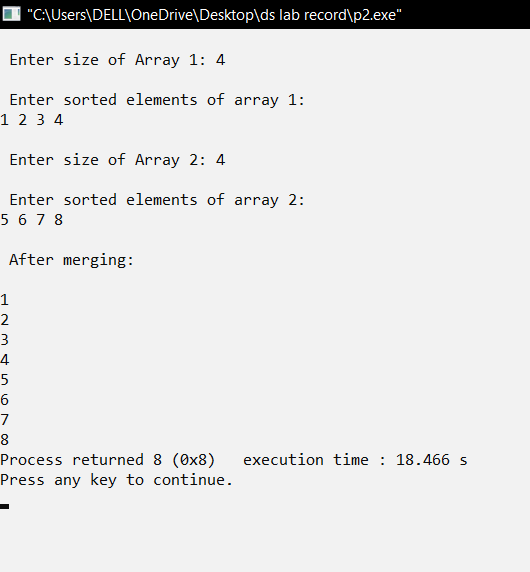 "C:\Users\DELL\OneDrive\Desktop\ds lab record\p2.exe"
Enter size of Array 1: 4
Enter sorted elements of array 1:
1 2 3 4
Enter size of Array 2: 4
Enter sorted elements of array 2:
5 6 7 8
After merging:
1
2
3
4
5
6
7
8
Process returned 8 (0x8)   execution time : 18.466 s
Press any key to continue.